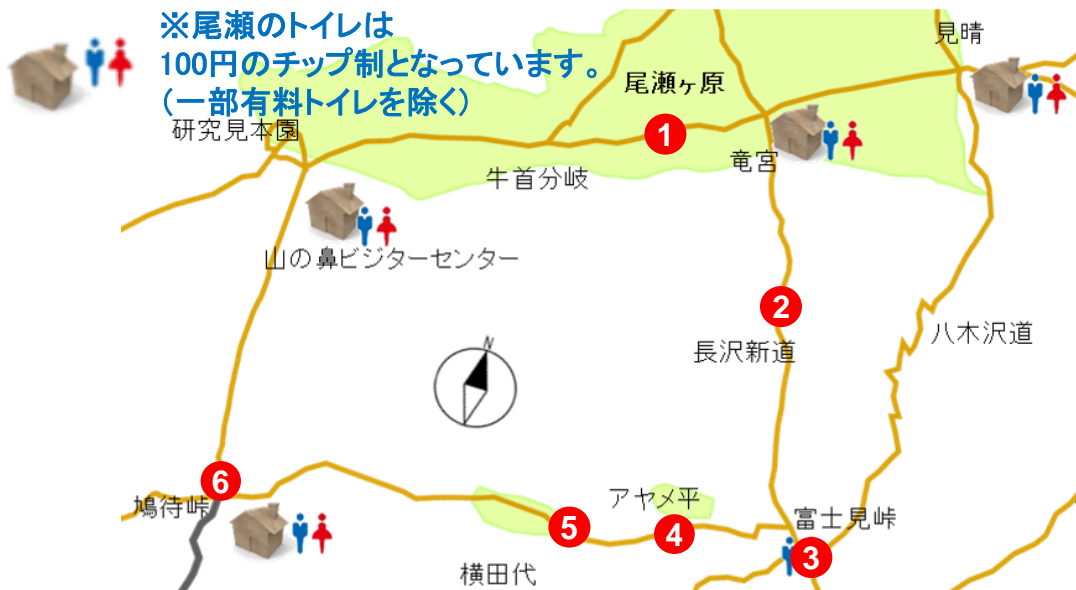 ※尾瀬のトイレは
100円のチップ制となっています。
(一部有料トイレを除く)
見晴
尾瀬ヶ原
研究見本園
1
竜宮
牛首分岐
山の鼻ビジターセンター
2
八木沢道
長沢新道
N
6
アヤメ平
鳩待峠
富士見峠
5
4
3
横田代